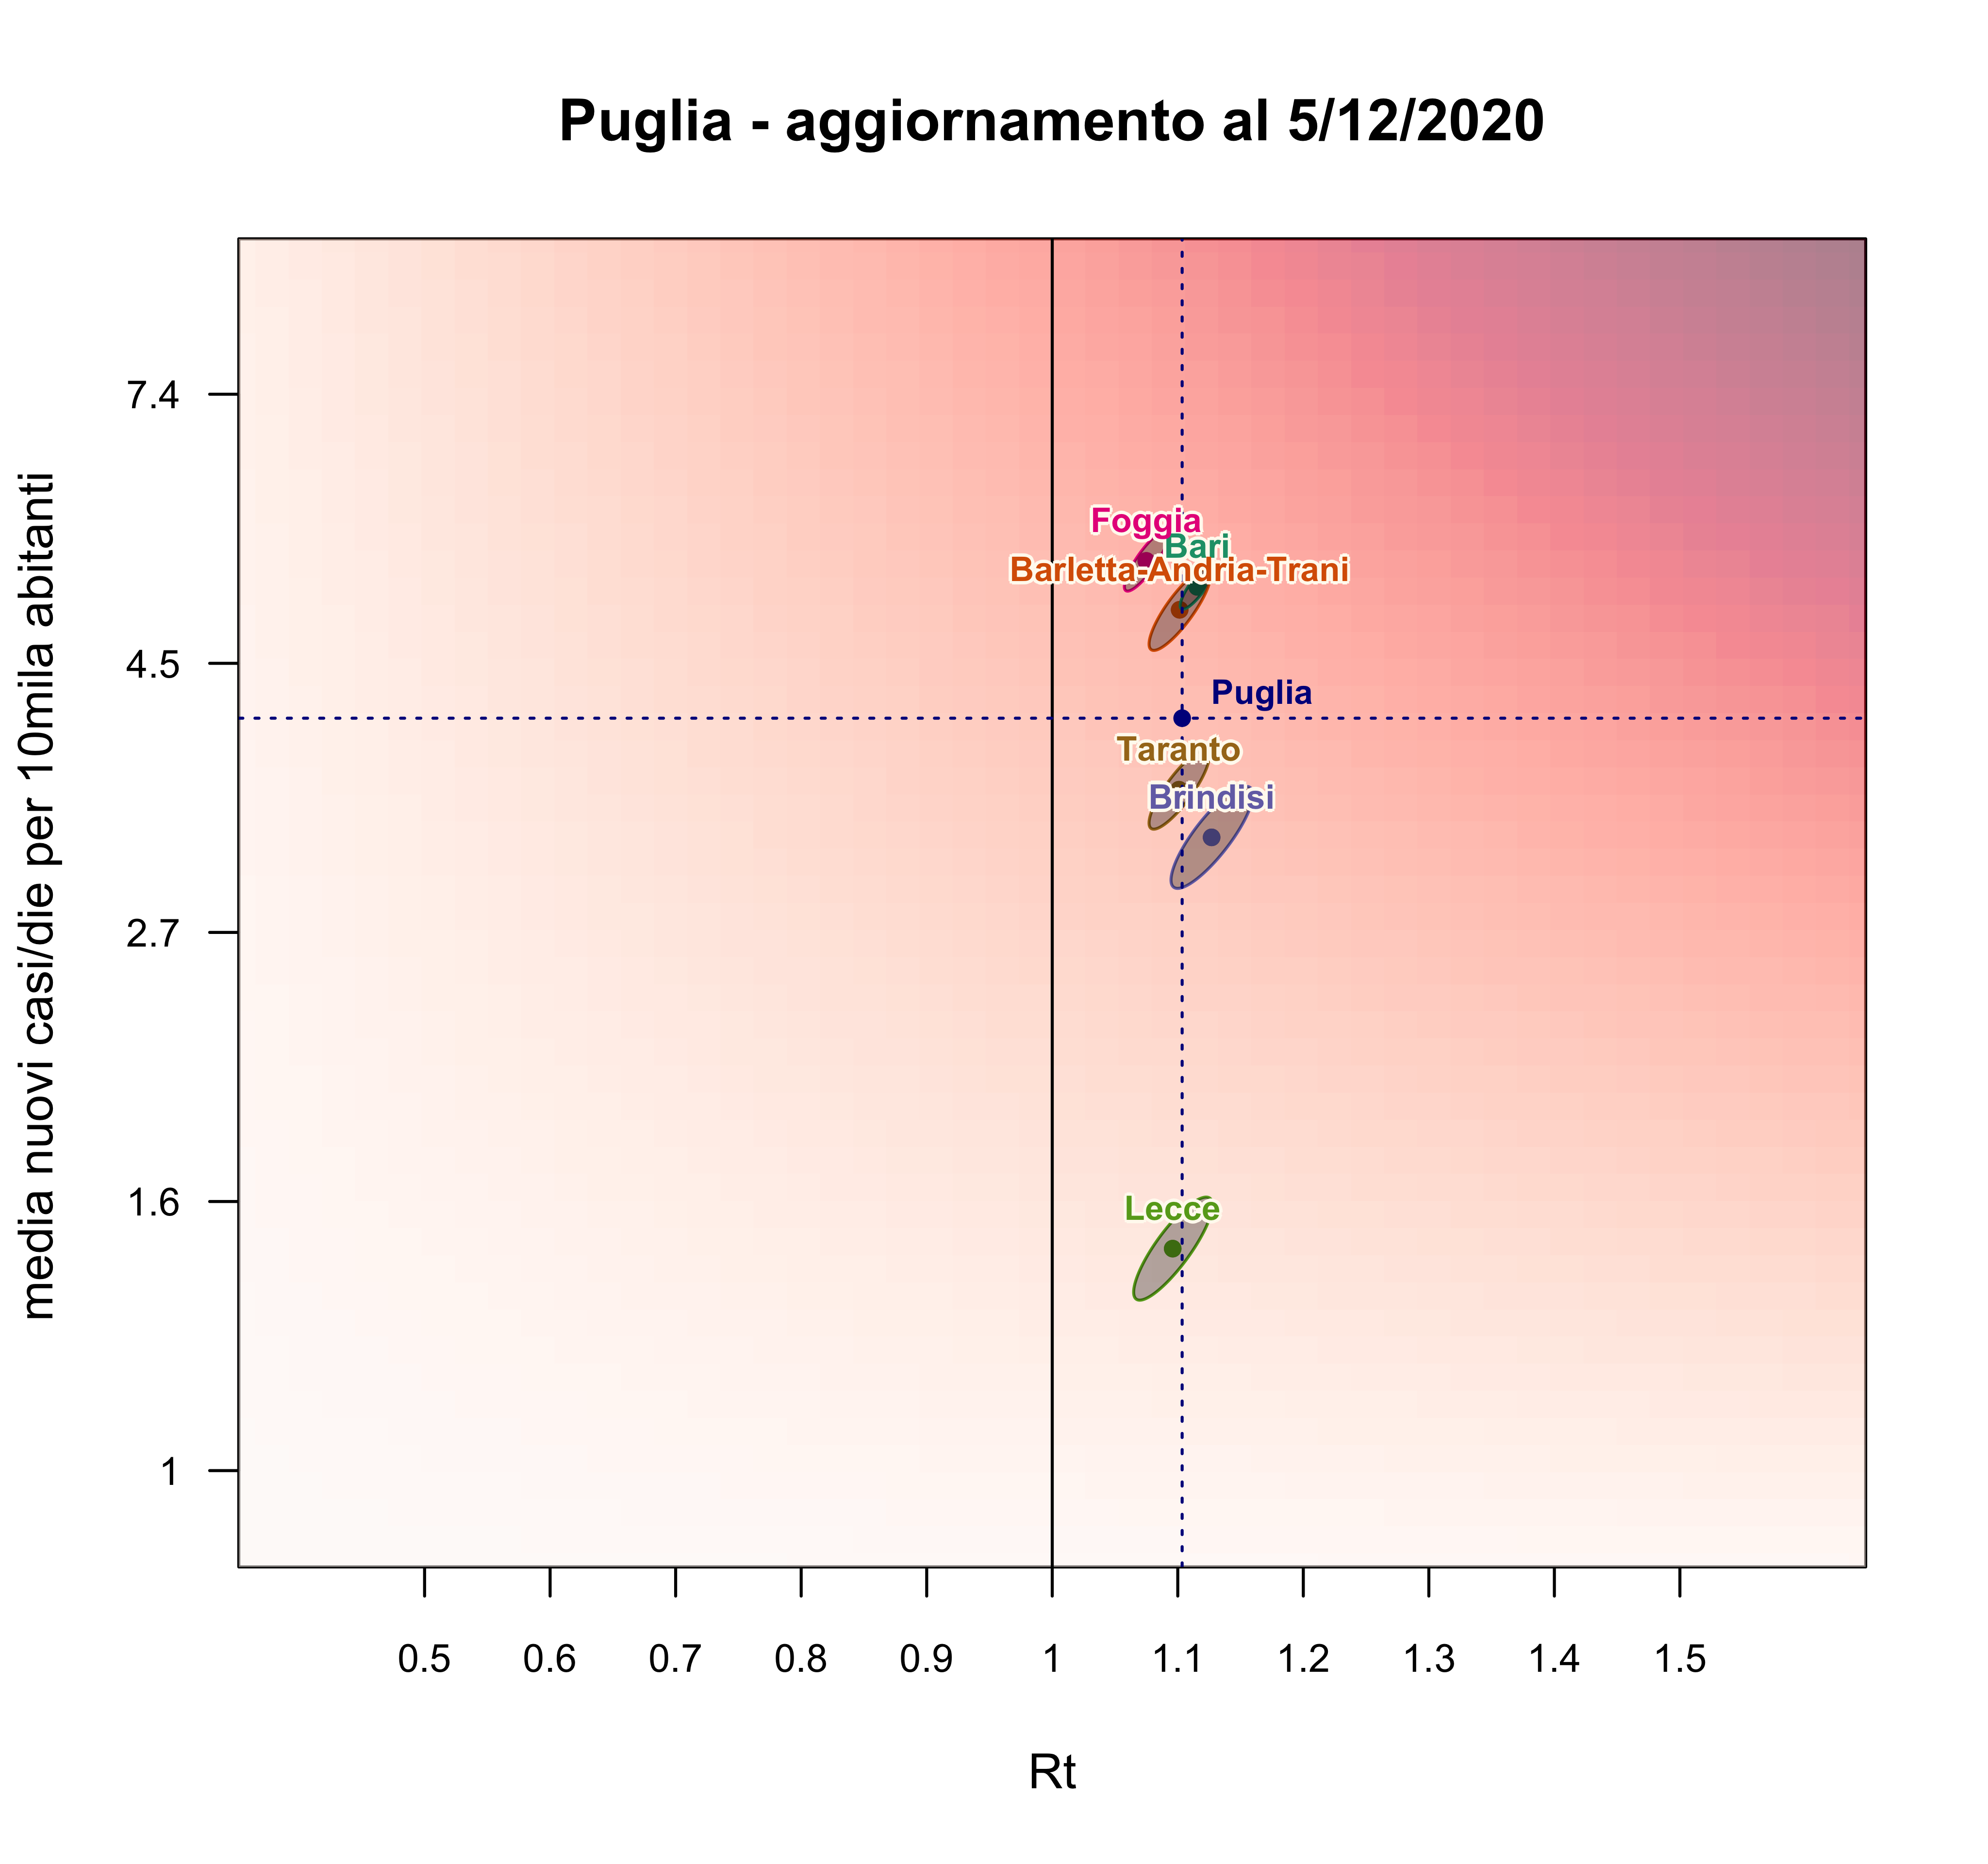 Puglia - aggiornamento al 5/12/2020
media nuovi casi/die per 10mila abitanti
7.4
4.5
2.7
1.6
1
Foggia
Bari
Barletta-Andria-Trani
Puglia
Taranto
Brindisi
Lecce
0.5 0.6 0.7 0.8 0.9 1 1.1 1.2 1.3 1.4 1.5
Rt